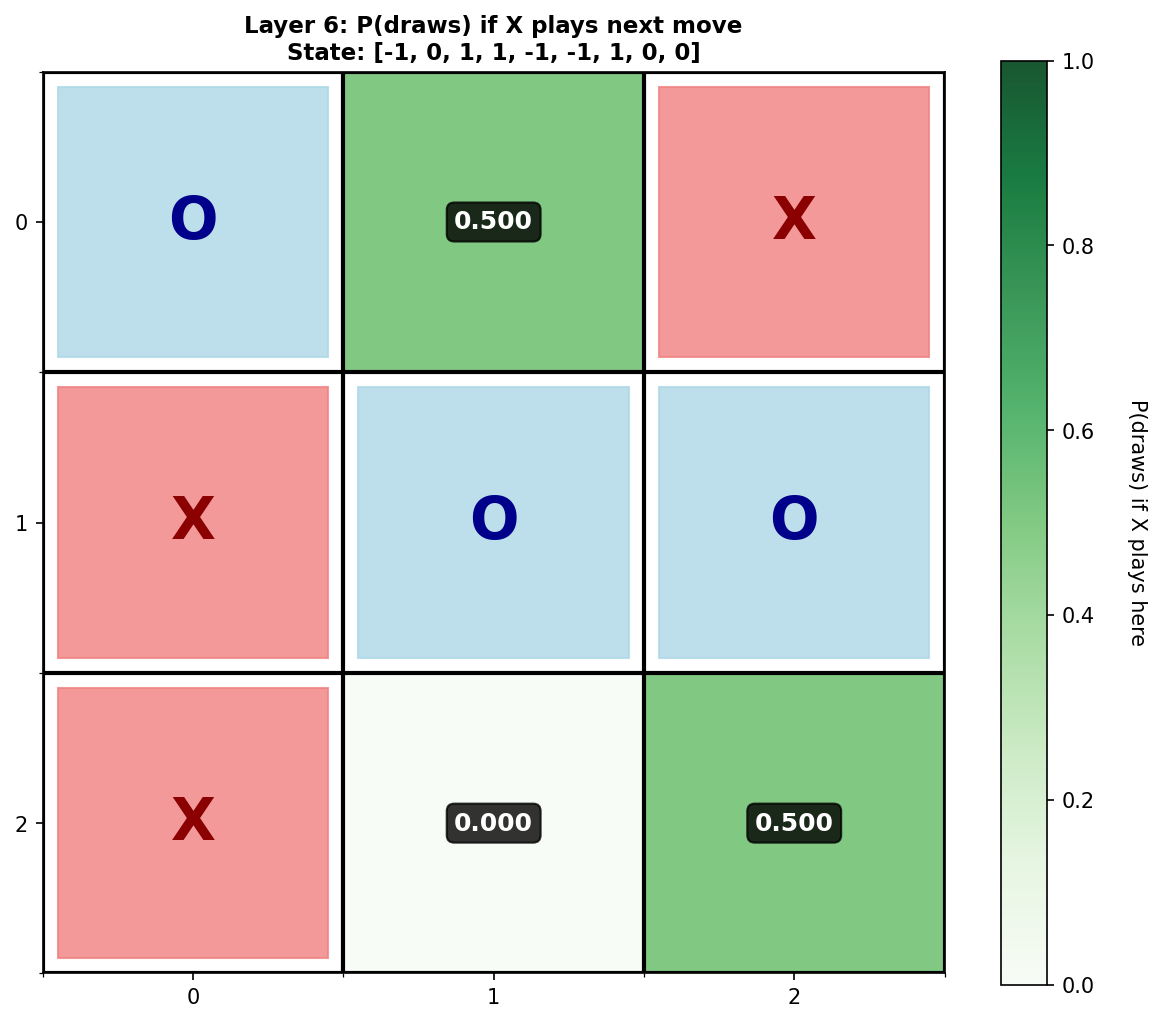 Layer 6: P(draws) if X plays next move
State: [-1, 0, 1, 1, -1, -1, 1, 0, 0]
0
O
0.500
X
1
X
O
O
2
X
0.000
0.500
0
1
2
1.0
0.8
0.6
0.4
0.2
0.0
P(draws) if X plays here